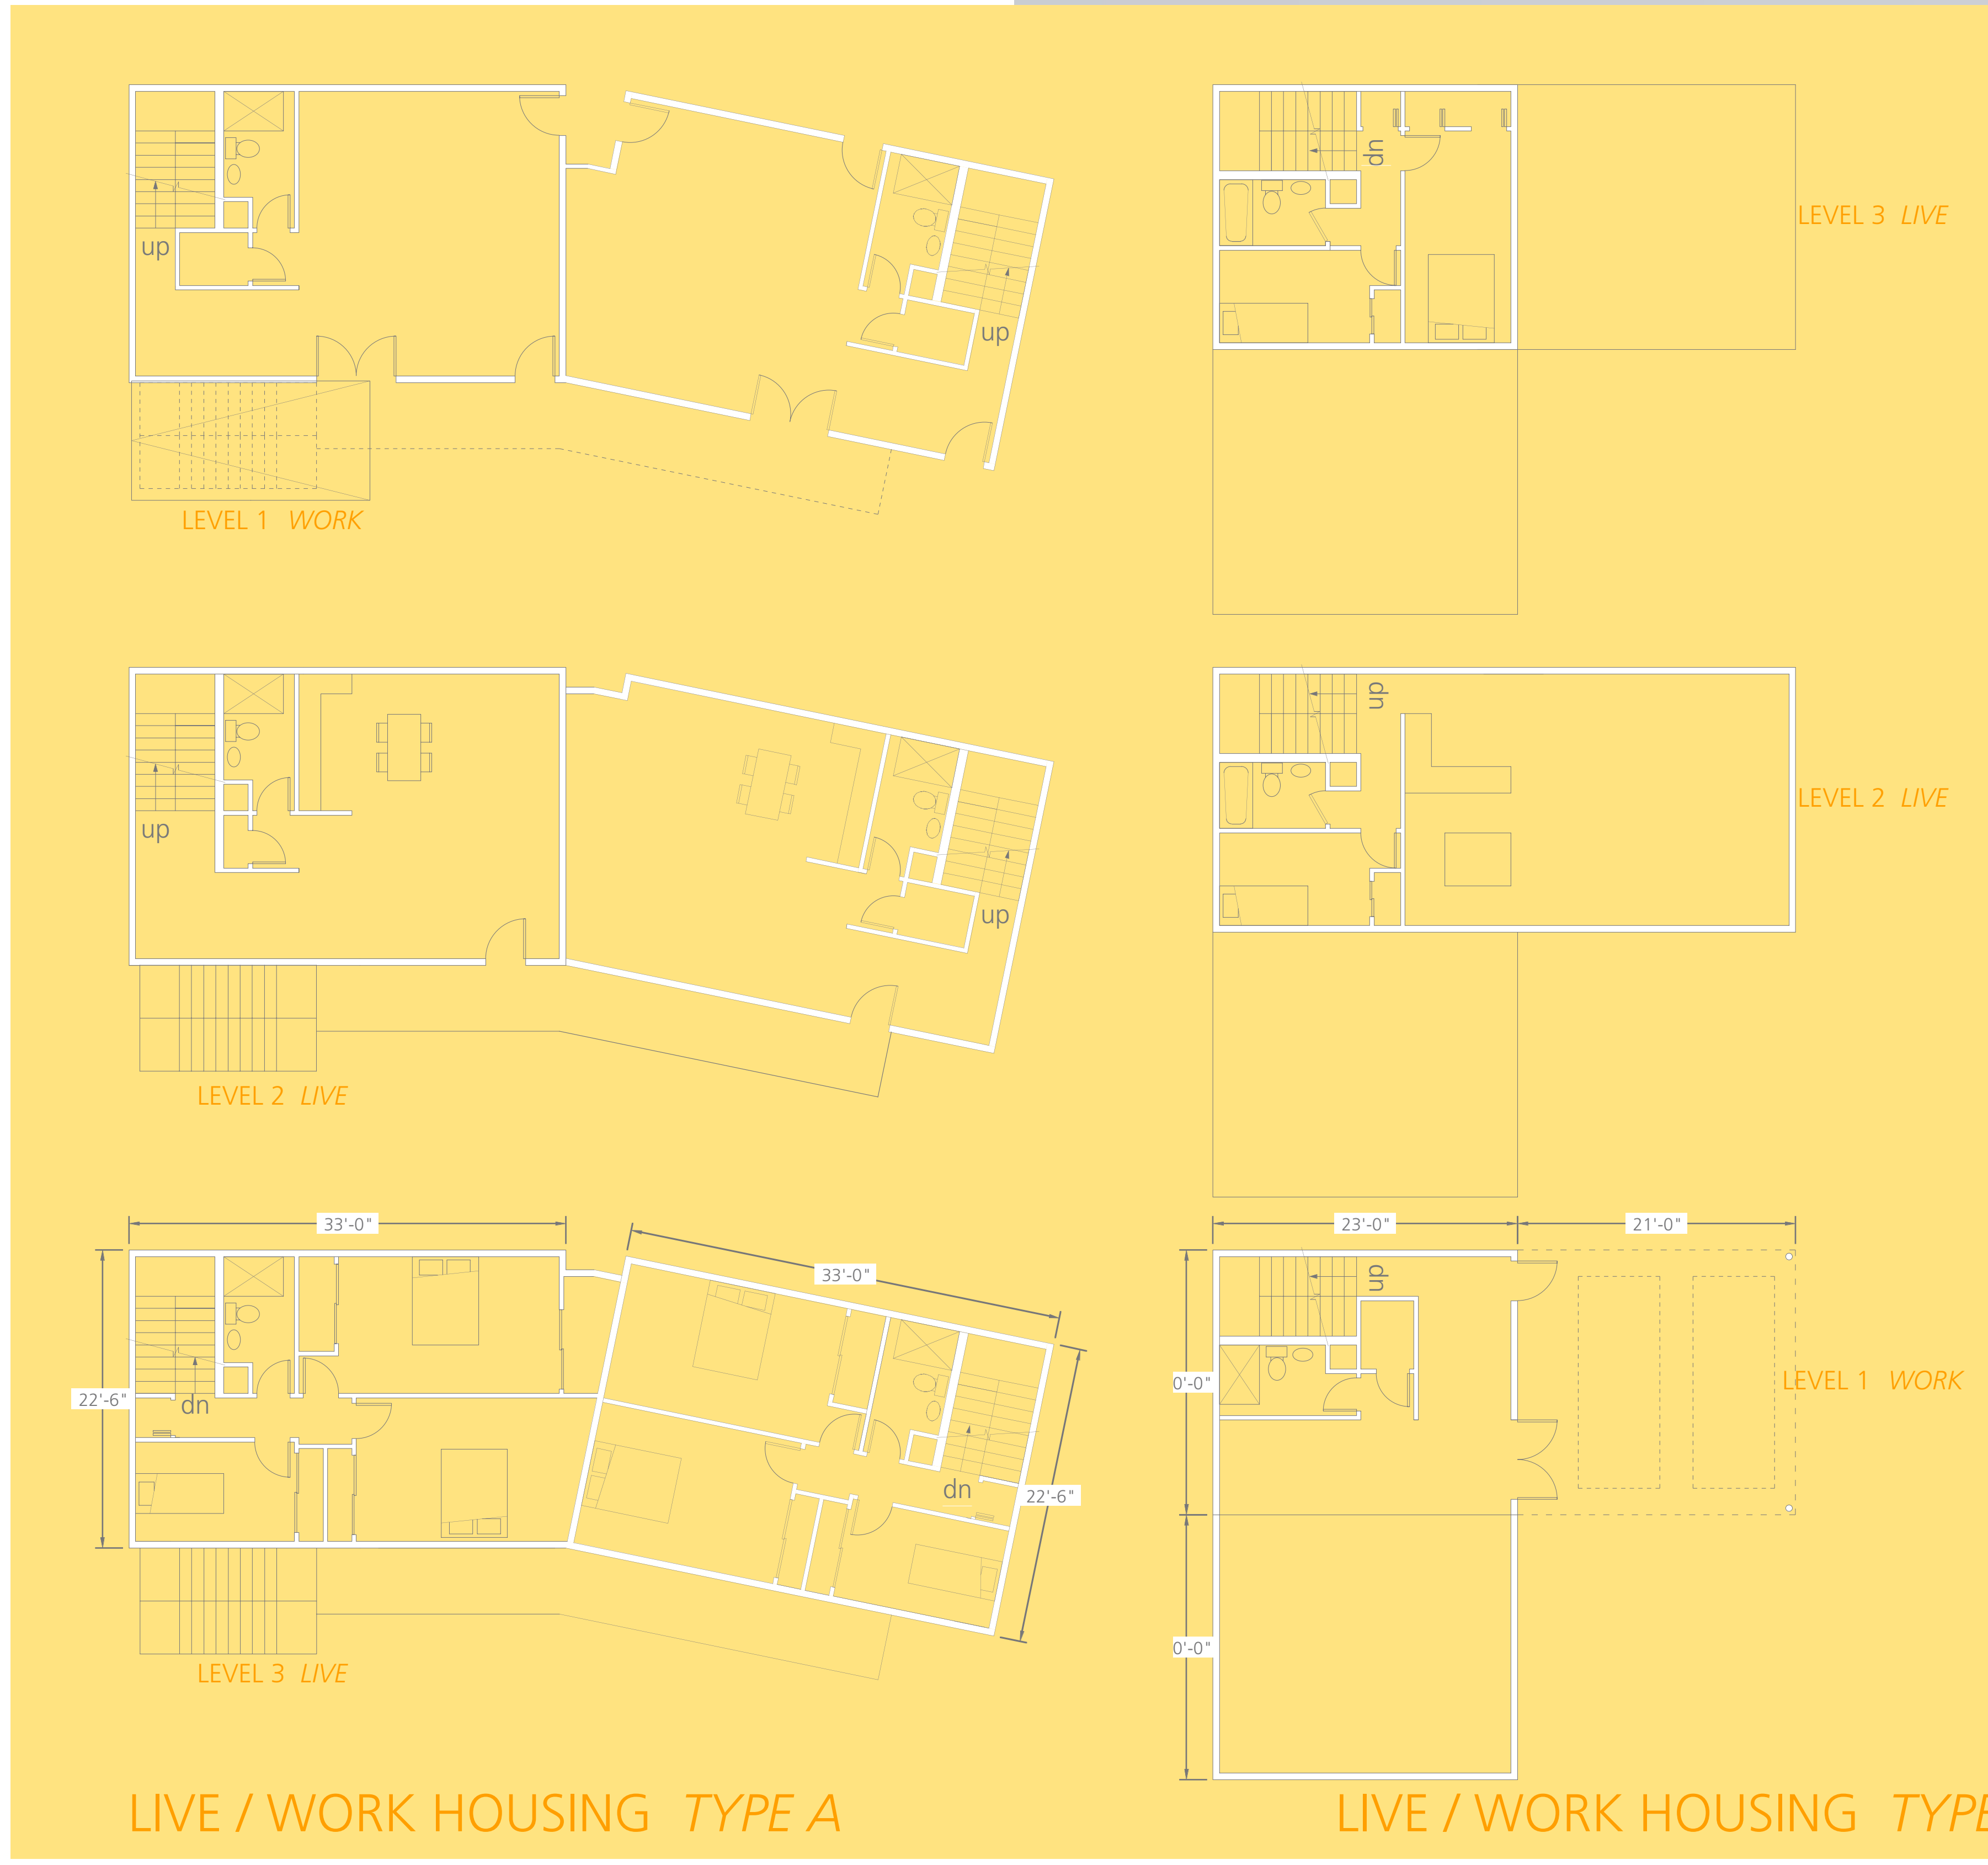 up
up
LEVEL 1 WORK
up
up
LEVEL 2 LIVE
33'-0"
33'-0"
22'-6"
dn
dn
22'-6"
LEVEL 3 LIVE
LIVE / WORK HOUSING TYPE A
dn
LEVEL 3 LIVE
dn
LEVEL 2 LIVE
23'-0"
21'-0"
dn
0'-0"
LEVEL 1 WORK
0'-0"
LIVE / WORK HOUSING TYPE